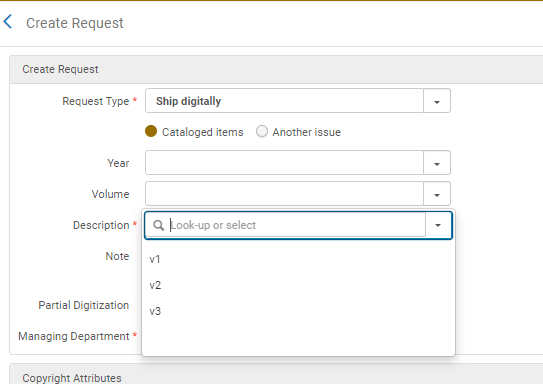 Create Request
Create Request
Request Type * Ship digitally
Cataloged items Another issue
Year
Volume
Description * Look-up or select
Note
v1
v2
v3
Partial Digitization
Managing Department *
Copyright Attributes